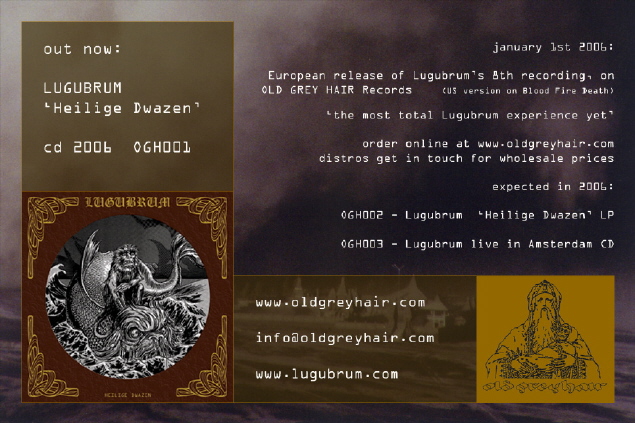 out now:
LUGUBRUM
'Heilige Dwazen'
cd 2006 OGH001
january 1st 2006:
European release of Lugubrum's 8th recording, on
OLD GREY HAIR Records (US version on Blood Fire Death)
'the most total Lugubrum experience yet'
order online at www.oldgreyhair.com
distros get in touch for wholesale prices
expected in 2006:
OGH002 - Lugubrum 'Heilige Dwazen' LP
OGH003 - Lugubrum live in Amsterdam CD
LUGUBRUM
HEILIGE DWAZEN
www.oldgreyhair.com
info@oldgreyhair.com
www.lugubrum.com
old greyhair